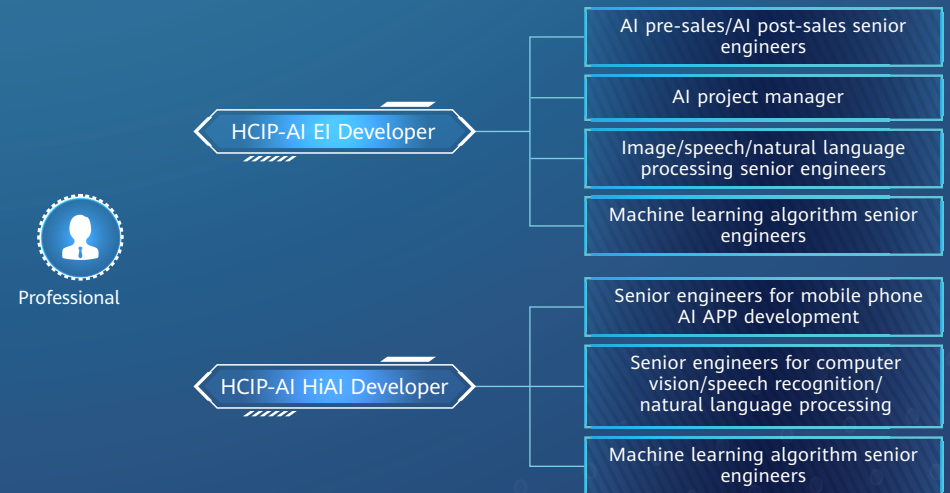 Professional
HCIP-AI EI Developer
AI pre-sales/AI post-sales senior
engineers
AI project manager
Image/speech/natural language
processing senior engineers
Machine learning algorithm senior
engineers
HCIP-AI HiAI Developer
Senior engineers for mobile phone
AI APP development
Senior engineers for computer
vision/speech recognition/
natural language processing
Machine learning algorithm senior
engineers